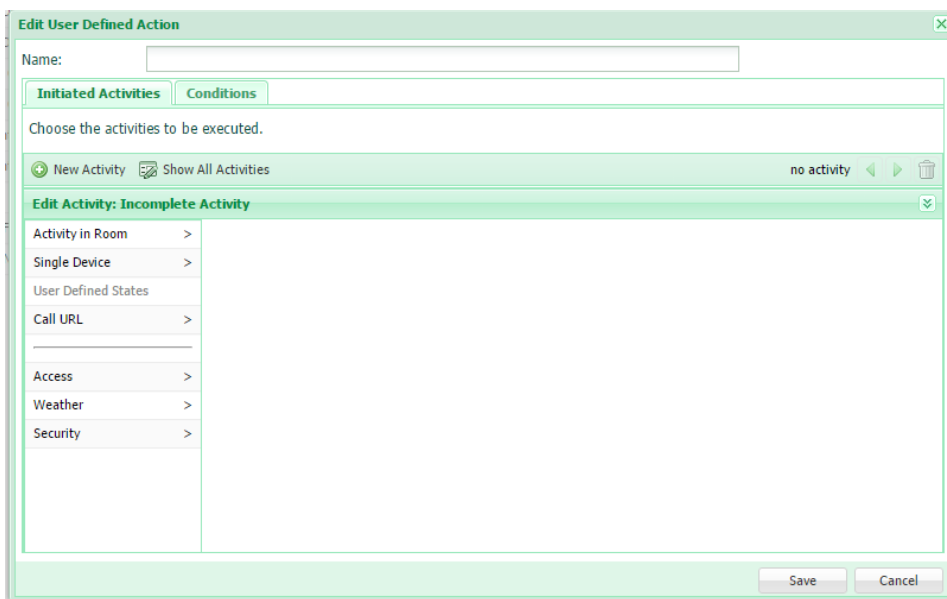 Edit User Defined Action
Name:
Initiated Activities Conditions
Choose the activities to be executed.
New Activity Show All Activities no activity
Edit Activity: Incomplete Activity
Activity in Room >
Single Device >
User Defined States
Call URL >
Access >
Weather >
Security >
Save Cancel